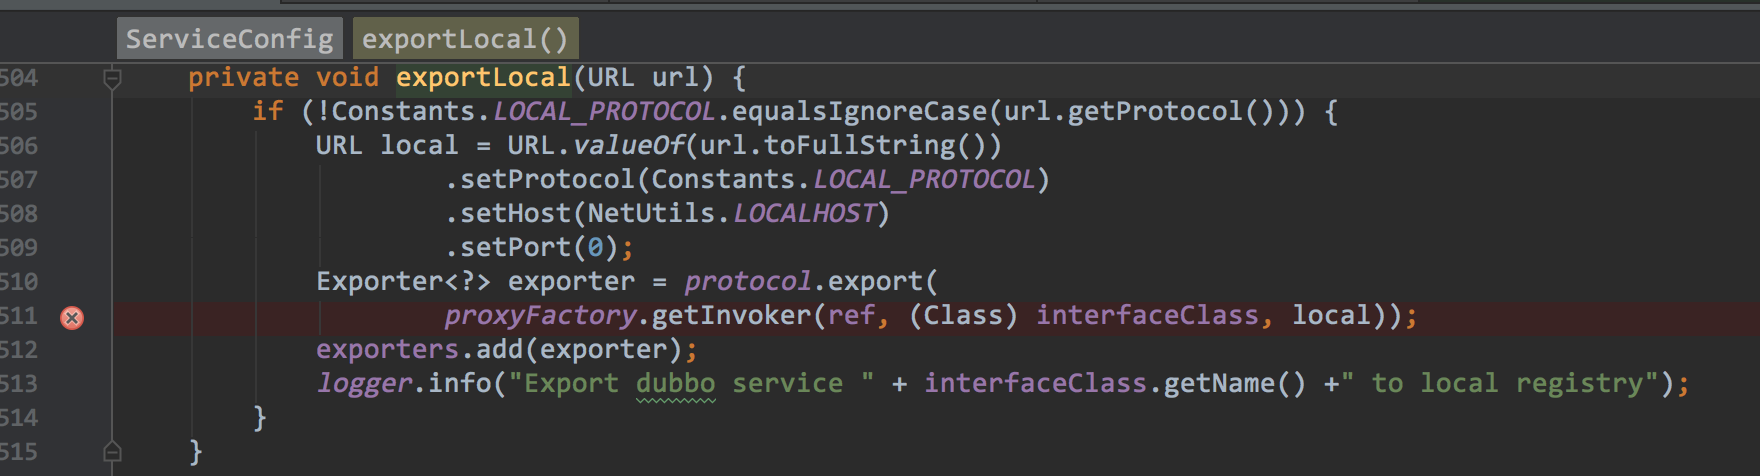 ServiceConfig exportLocal()
504 private void exportLocal(URL url) {
505 if (!Constants.LOCAL_PROTOCOL.equalsIgnoreCase(url.getProtocol())) {
506 URL local = URL.valueOf(url.toFullString())
507 .setProtocol(Constants.LOCAL_PROTOCOL)
508 .setHost(NetUtils.LOCALHOST)
509 .setPort(0);
510 Exporter<?> exporter = protocol.export(
511 proxyFactory.getInvoker(ref, (Class) interfaceClass, local));
512 exporters.add(exporter);
513 logger.info("Export dubbo service " + interfaceClass.getName() +" to local registry");
514 }
515 }